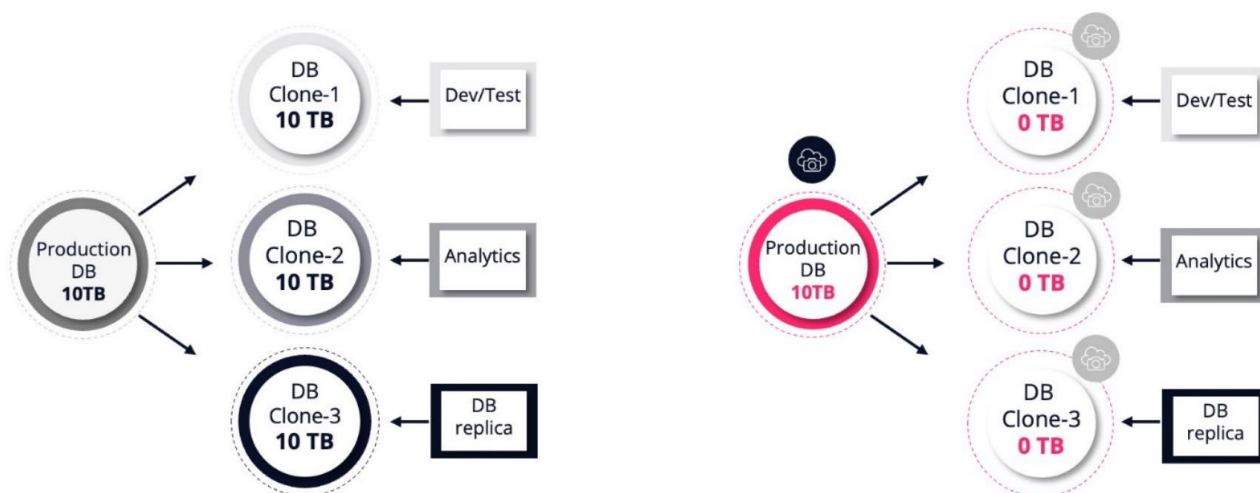 DB
Clone-1
10 TB
Dev/Test
Production
DB
10TB
DB
Clone-2
10 TB
Analytics
DB
Clone-3
10 TB
DB
replica
DB
Clone-1
0 TB
Dev/Test
Production
DB
10TB
DB
Clone-2
0 TB
Analytics
DB
Clone-3
0 TB
DB
replica